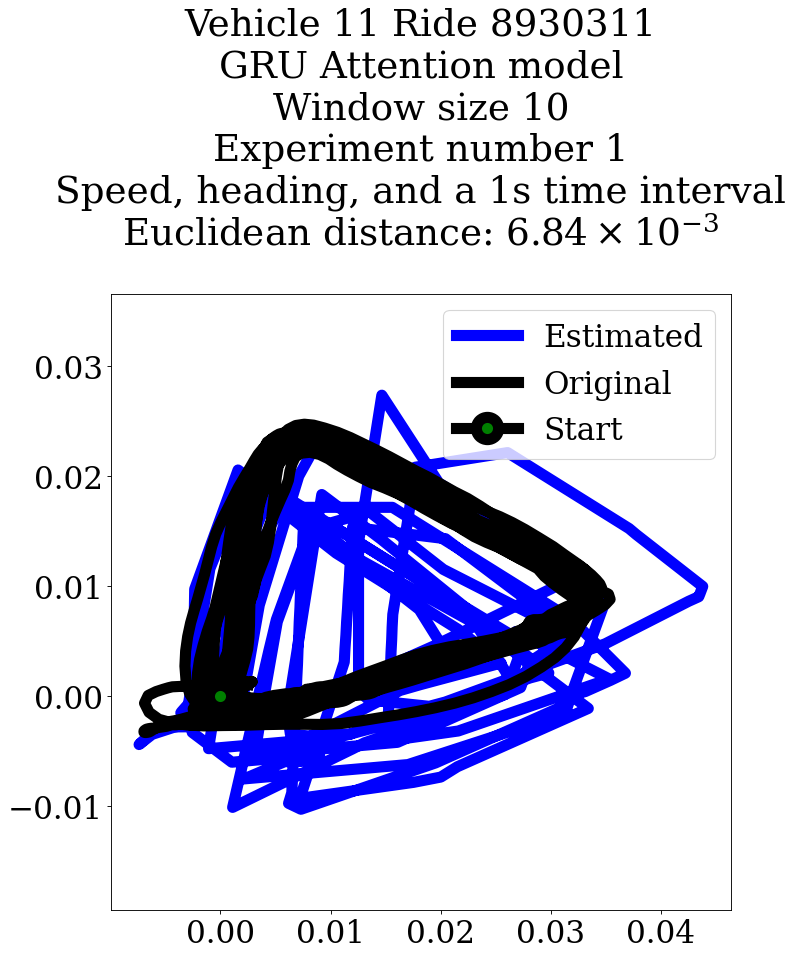 Vehicle 11 Ride 8930311
GRU Attention model
Window size 10
Experiment number 1
Speed, heading, and a 1s time interval
Euclidean distance: 6.84 × 10⁻³
Estimated
Original
Start
0.03
0.02
0.01
0.00
−0.01
0.00 0.01 0.02 0.03 0.04